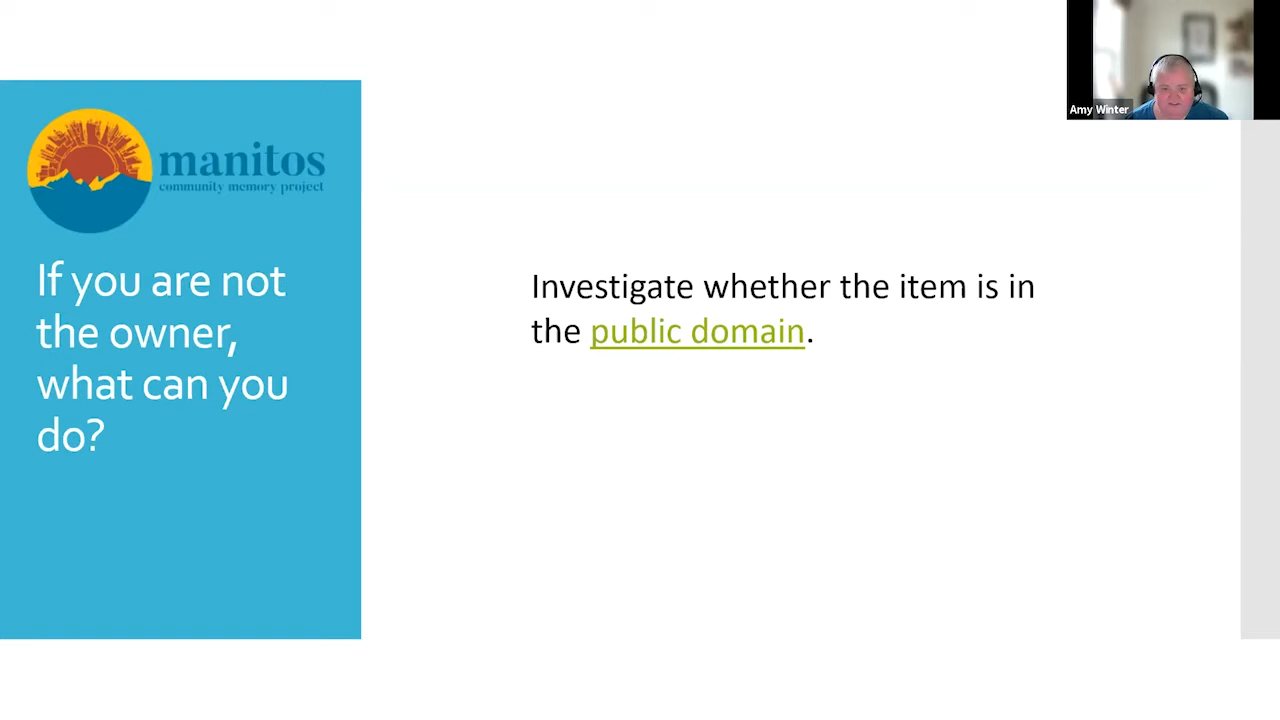 Amy Winter
manitos
community memory project
If you are not
the owner,
what can you
do?
Investigate whether the item is in
the public domain.